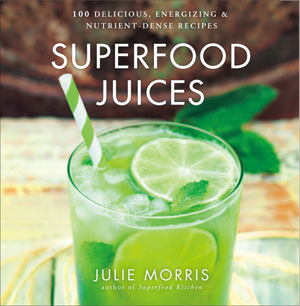 100 DELICIOUS, ENERGIZING &
NUTRIENT-DENSE RECIPES
SUPERFOOD
JUICES
JULIE MORRIS
author of Superfood Kitchen